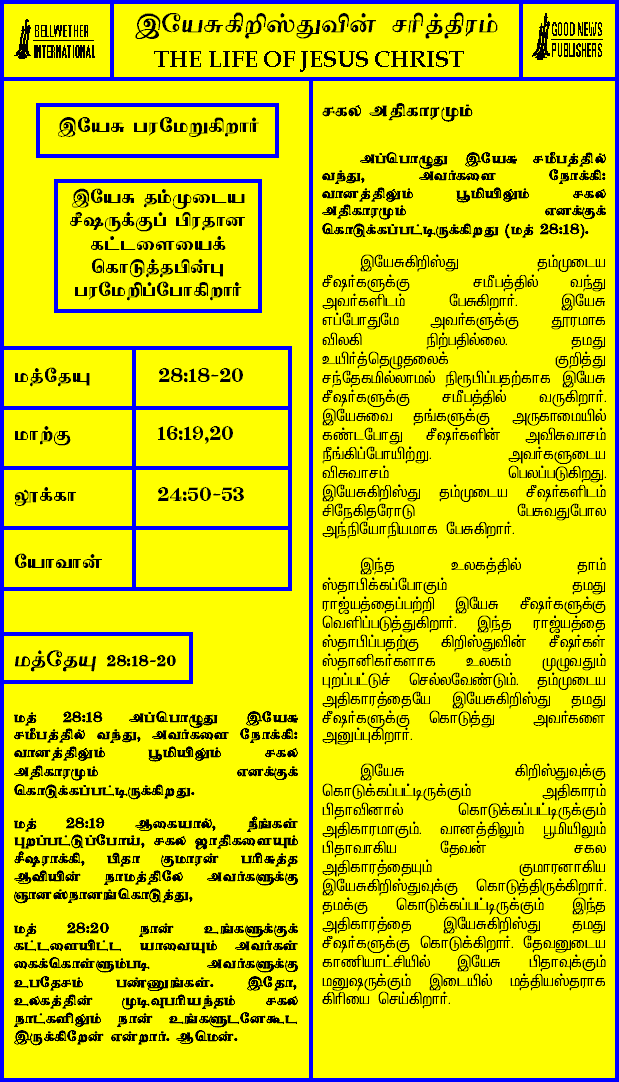 BELLWETHER
INTERNATIONAL
இயேசுகிறிஸ்துவின் சரித்திரம்
THE LIFE OF JESUS CHRIST
GOOD NEWS
PUBLISHERS
இயேசு பரமேறுகிறார்
இயேசு தம்முடைய
சீஷருக்குப் பிரதான
கட்டளையைக்
கொடுத்தபின்பு
பரமேறிப்போகிறார்
மத்தேயு 28:18-20
மாற்கு 16:19,20
லூக்கா 24:50-53
யோவான்
மத்தேயு 28:18-20
மத் 28:18 அப்பொழுது இயேசு
சமீபத்தில் வந்து, அவர்களை நோக்கி:
வானத்திலும் பூமியிலும் சகல
அதிகாரமும் எனக்குக்
கொடுக்கப்பட்டிருக்கிறது.
மத் 28:19 ஆகையால், நீங்கள்
புறப்பட்டுப்போய், சகல ஜாதிகளையும்
சீஷராக்கி, பிதா குமாரன் பரிசுத்த
ஆவியின் நாமத்திலே அவர்களுக்கு
ஞானஸ்நானங்கொடுத்து,
மத் 28:20 நான் உங்களுக்குக்
கட்டளையிட்ட யாவையும் அவர்கள்
கைக்கொள்ளும்படி அவர்களுக்கு
உபதேசம் பண்ணுங்கள். இதோ,
உலகத்தின் முடிவுபரியந்தம் சகல
நாட்களிலும் நான் உங்களுடனேகூட
இருக்கிறேன் என்றார். ஆமென்.
சகல அதிகாரமும்
அப்பொழுது இயேசு சமீபத்தில்
வந்து, அவர்களை நோக்கி:
வானத்திலும் பூமியிலும் சகல
அதிகாரமும் எனக்குக்
கொடுக்கப்பட்டிருக்கிறது (மத் 28:18).
இயேசுகிறிஸ்து தம்முடைய
சீஷர்களுக்கு சமீபத்தில் வந்து
அவர்களிடம் பேசுகிறார். இயேசு
எப்போதுமே அவர்களுக்கு தூரமாக
விலகி நிற்பதில்லை. தமது
உயிர்த்தெழுதலைக் குறித்து
சந்தேகமில்லாமல் நிரூபிப்பதற்காக இயேசு
சீஷர்களுக்கு சமீபத்தில் வருகிறார்.
இயேசுவை தங்களுக்கு அருகாமையில்
கண்டபோது சீஷர்களின் அவிசுவாசம்
நீங்கிப்போயிற்று. அவர்களுடைய
விசுவாசம் பெலப்படுகிறது.
இயேசுகிறிஸ்து தம்முடைய சீஷர்களிடம்
சிநேகிதரோடு பேசுவதுபோல
அந்நியோநியமாக பேசுகிறார்.
இந்த உலகத்தில் தாம்
ஸ்தாபிக்கப்போகும் தமது
ராஜ்யத்தைப்பற்றி இயேசு சீஷர்களுக்கு
வெளிப்படுத்துகிறார். இந்த ராஜ்யத்தை
ஸ்தாபிப்பதற்கு கிறிஸ்துவின் சீஷர்கள்
ஸ்தானிகர்களாக உலகம் முழுவதும்
புறப்பட்டுச் செல்லவேண்டும். தம்முடைய
அதிகாரத்தையே இயேசுகிறிஸ்து தமது
சீஷர்களுக்கு கொடுத்து அவர்களை
அனுப்புகிறார்.
இயேசு கிறிஸ்துவுக்கு
கொடுக்கப்பட்டிருக்கும் அதிகாரம்
பிதாவினால் கொடுக்கப்பட்டிருக்கும்
அதிகாரமாகும். வானத்திலும் பூமியிலும்
பிதாவாகிய தேவன் சகல
அதிகாரத்தையும் குமாரனாகிய
இயேசுகிறிஸ்துவுக்கு கொடுத்திருக்கிறார்.
தமக்கு கொடுக்கப்பட்டிருக்கும் இந்த
அதிகாரத்தை இயேசுகிறிஸ்து தமது
சீஷர்களுக்கு கொடுக்கிறார். தேவனுடைய
காணியாட்சியில் இயேசு பிதாவுக்கும்
மனுஷருக்கும் இடையில் மத்தியஸ்தராக
கிரியை செய்கிறார்.